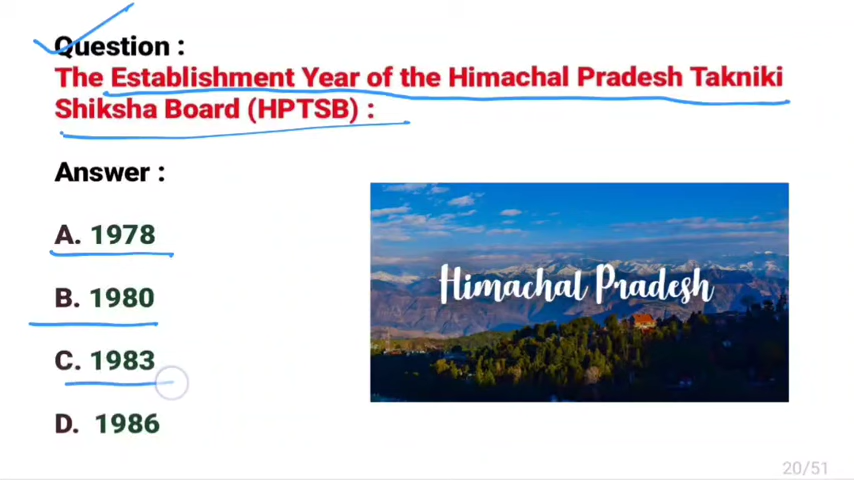 Question :
The Establishment Year of the Himachal Pradesh Takniki
Shiksha Board (HPTSB) :
Answer :
A. 1978
B. 1980
C. 1983
D. 1986
Himachal Pradesh
20/51